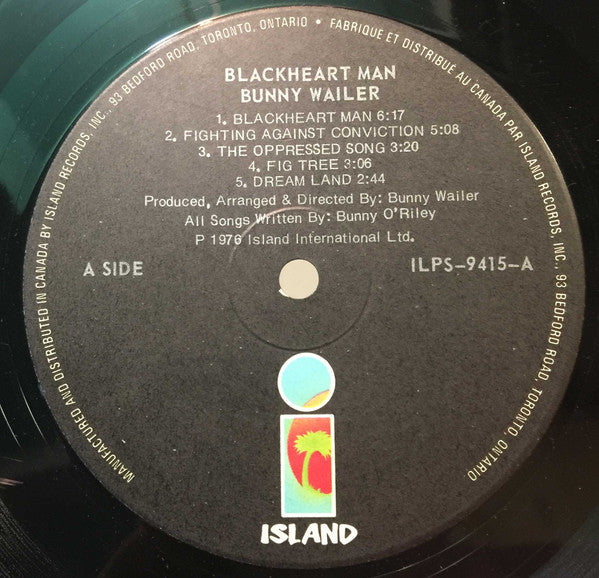 MANUFACTURED AND DISTRIBUTED IN CANADA BY ISLAND RECORDS, INC., 93 BEDFORD ROAD, TORONTO, ONTARIO • FABRIQUE ET DISTRIBUÉ AU CANADA PAR ISLAND RECORDS, INC., 93 BEDFORD ROAD, TORONTO, ONTARIO
BLACKHEART MAN
BUNNY WAILER
1. BLACKHEART MAN 6:17
2. FIGHTING AGAINST CONVICTION 5:08
3. THE OPPRESSED SONG 3:20
4. FIG TREE 3:06
5. DREAM LAND 2:44
Produced, Arranged & Directed By: Bunny Wailer
All Songs Written By: Bunny O'Riley
P 1976 Island International Ltd.
A SIDE
ILPS-9415-A
ISLAND